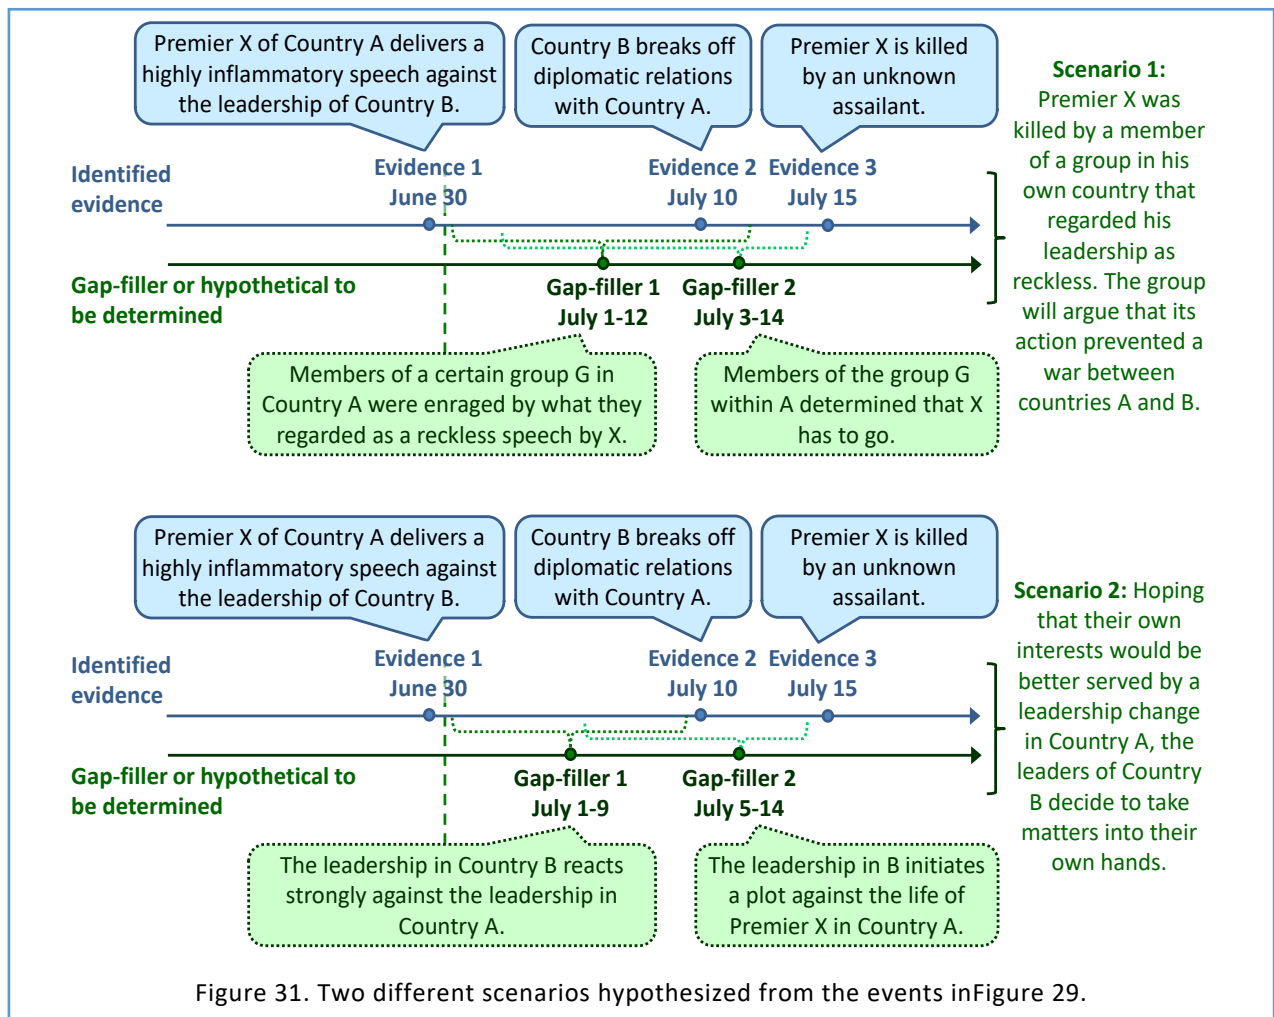 Premier X of Country A delivers a
highly inflammatory speech against
the leadership of Country B.
Country B breaks off
diplomatic relations
with Country A.
Premier X is killed
by an unknown
assailant.
Identified
evidence
Evidence 1
June 30
Evidence 2
July 10
Evidence 3
July 15
Gap-filler or hypothetical to
be determined
Gap-filler 1
July 1-12
Gap-filler 2
July 3-14
Members of a certain group G in
Country A were enraged by what they
regarded as a reckless speech by X.
Members of the group G
within A determined that X
has to go.
Scenario 1:
Premier X was
killed by a member
of a group in his
own country that
regarded his
leadership as
reckless. The group
will argue that its
action prevented a
war between
countries A and B.
Premier X of Country A delivers a
highly inflammatory speech against
the leadership of Country B.
Country B breaks off
diplomatic relations
with Country A.
Premier X is killed
by an unknown
assailant.
Identified
evidence
Evidence 1
June 30
Evidence 2
July 10
Evidence 3
July 15
Gap-filler or hypothetical to
be determined
Gap-filler 1
July 1-9
Gap-filler 2
July 5-14
The leadership in Country B reacts
strongly against the leadership in
Country A.
The leadership in B initiates
a plot against the life of
Premier X in Country A.
Scenario 2: Hoping
that their own
interests would be
better served by a
leadership change
in Country A, the
leaders of Country
B decide to take
matters into their
own hands.
Figure 31. Two different scenarios hypothesized from the events inFigure 29.